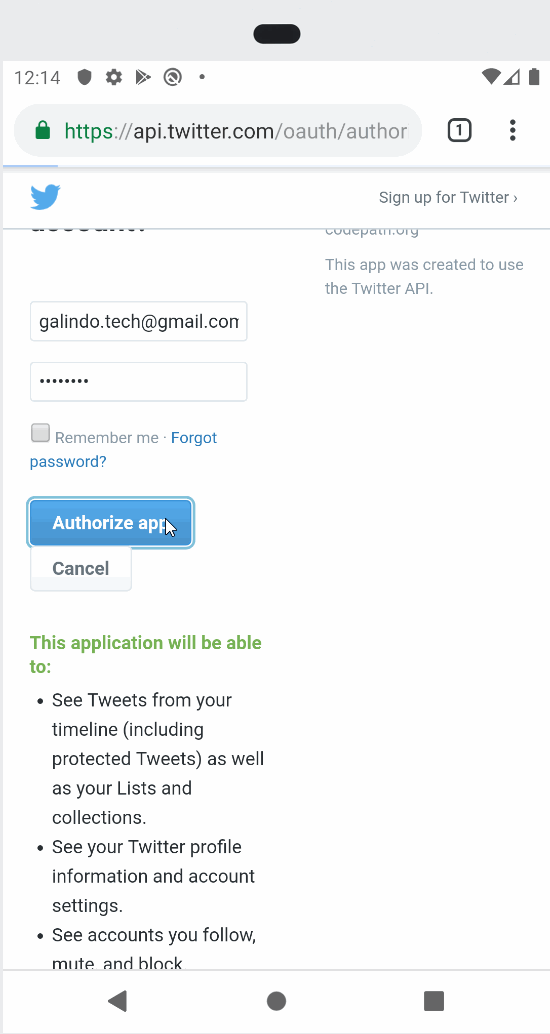 12:14
https://api.twitter.com/oauth/author
1
Sign up for Twitter ›
account?
codepath.org
This app was created to use
the Twitter API.
galindo.tech@gmail.com
••••••••
Remember me · Forgot
password?
Authorize app
Cancel
This application will be able
to:
• See Tweets from your
timeline (including
protected Tweets) as well
as your Lists and
collections.
• See your Twitter profile
information and account
settings.
• See accounts you follow,
mute, and block.